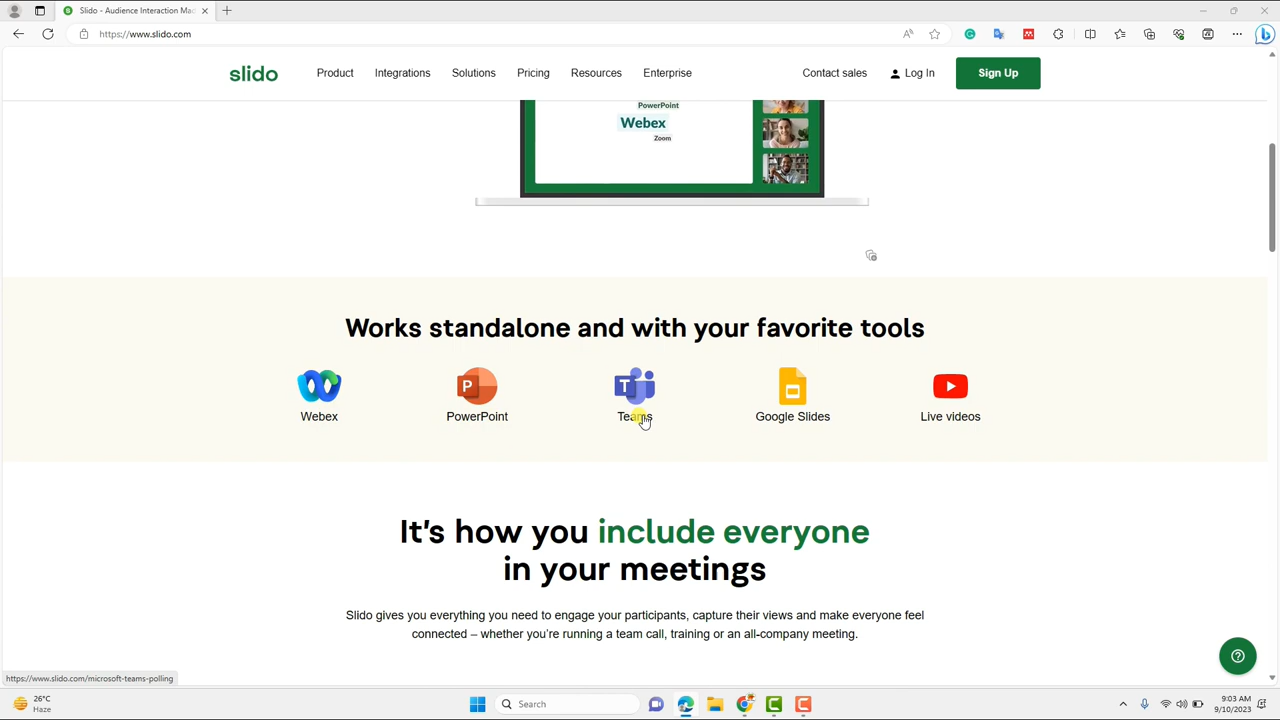 Slido - Audience Interaction Mac
https://www.slido.com
slido
Product
Integrations
Solutions
Pricing
Resources
Enterprise
Contact sales
Log In
Sign Up
PowerPoint
Webex
Zoom
Works standalone and with your favorite tools
Webex
PowerPoint
Teams
Google Slides
Live videos
It's how you include everyone
in your meetings
Slido gives you everything you need to engage your participants, capture their views and make everyone feel
connected – whether you're running a team call, training or an all-company meeting.
https://www.slido.com/microsoft-teams-polling
26°C
Haze
Search
9:03 AM
9/10/2023